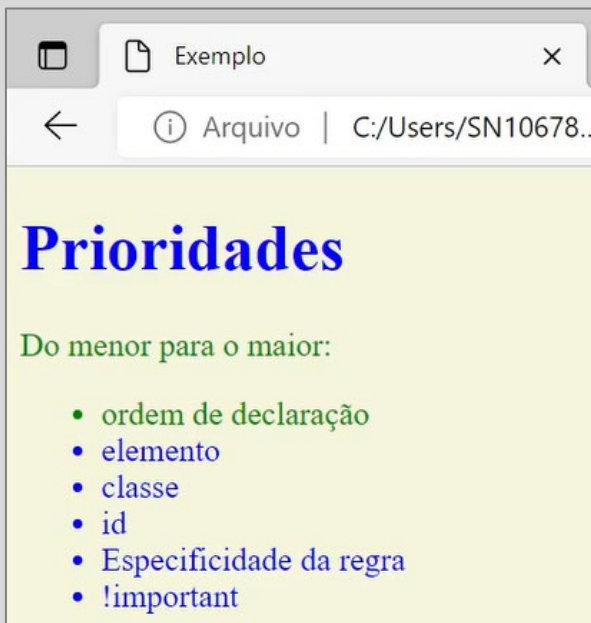 Exemplo
Arquivo | C:/Users/SN10678..
Prioridades
Do menor para o maior:
• ordem de declaração
• elemento
• classe
• id
• Especificidade da regra
• !important